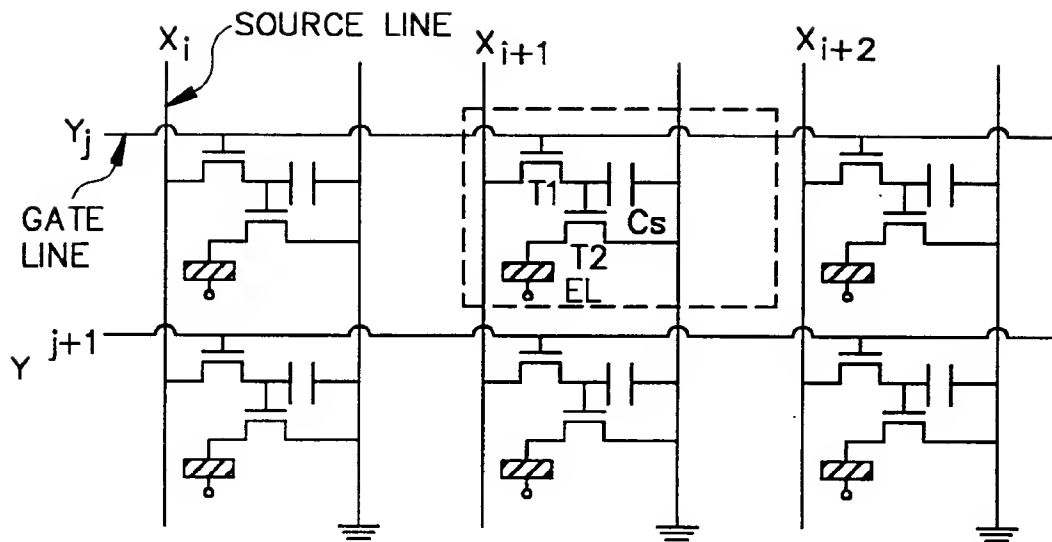 SOURCE LINE
Xi Xi+1 Xi+2
Yj
T1
GATE
LINE
Cs
T2
EL
Y j+1